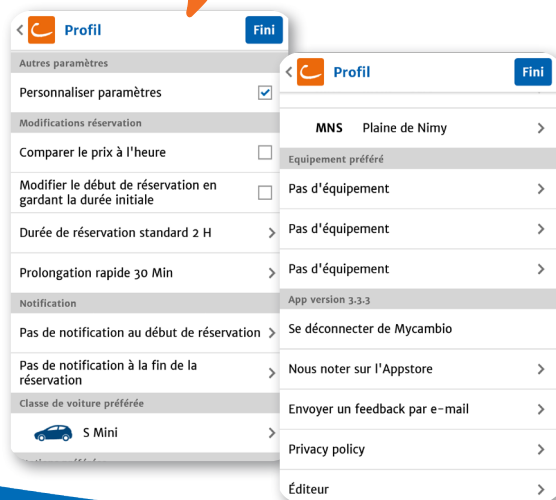 Profil
Fini
Autres paramètres
Personnaliser paramètres
Modifications réservation
Comparer le prix à l'heure
Modifier le début de réservation en
gardant la durée initiale
Durée de réservation standard 2 H
Prolongation rapide 30 Min
Notification
Pas de notification au début de réservation
Pas de notification à la fin de la
réservation
Classe de voiture préférée
S Mini
Profil
Fini
MNS Plaine de Nimy
Equipement préféré
Pas d'équipement
Pas d'équipement
Pas d'équipement
App version 3.3.3
Se déconnecter de Mycambio
Nous noter sur l'Appstore
Envoyer un feedback par e-mail
Privacy policy
Éditeur